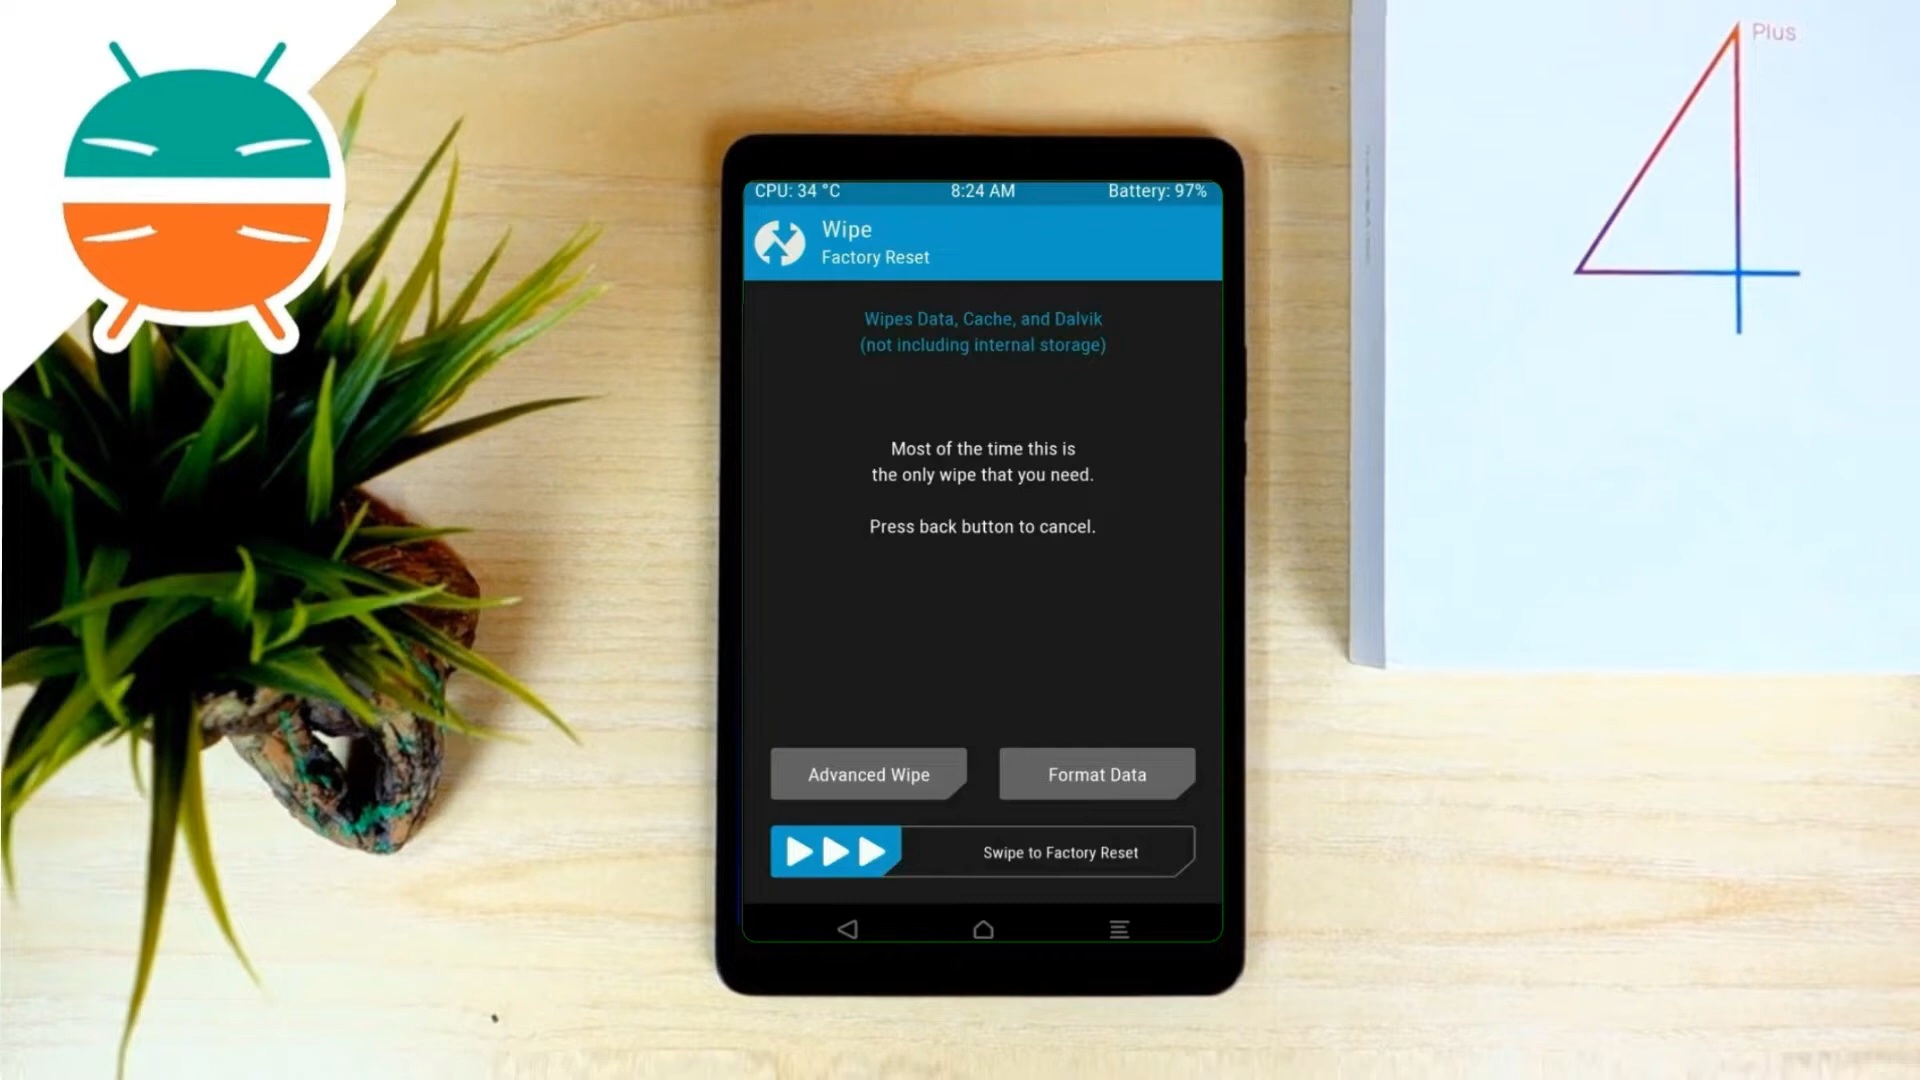 Plus
4
CPU: 34 °C 8:24 AM Battery: 97%
Wipe
Factory Reset
Wipes Data, Cache, and Dalvik
(not including internal storage)
Most of the time this is
the only wipe that you need.
Press back button to cancel.
Advanced Wipe Format Data
Swipe to Factory Reset